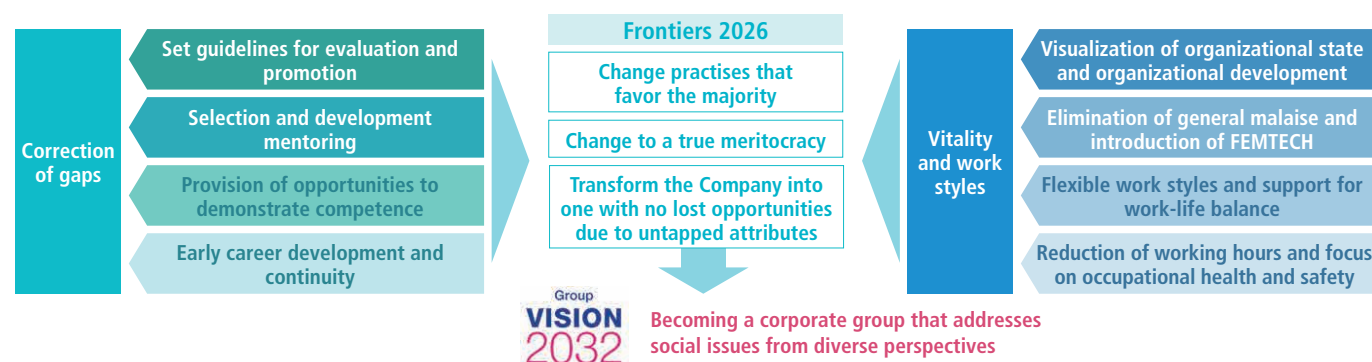 Correction
of gaps
Set guidelines for evaluation and
promotion
Selection and development
mentoring
Provision of opportunities to
demonstrate competence
Early career development and
continuity
Frontiers 2026
Change practises that
favor the majority
Change to a true meritocracy
Transform the Company into
one with no lost opportunities
due to untapped attributes
Vitality
and work
styles
Visualization of organizational state
and organizational development
Elimination of general malaise and
introduction of FEMTECH
Flexible work styles and support for
work-life balance
Reduction of working hours and focus
on occupational health and safety
Group
VISION
2032
Becoming a corporate group that addresses
social issues from diverse perspectives